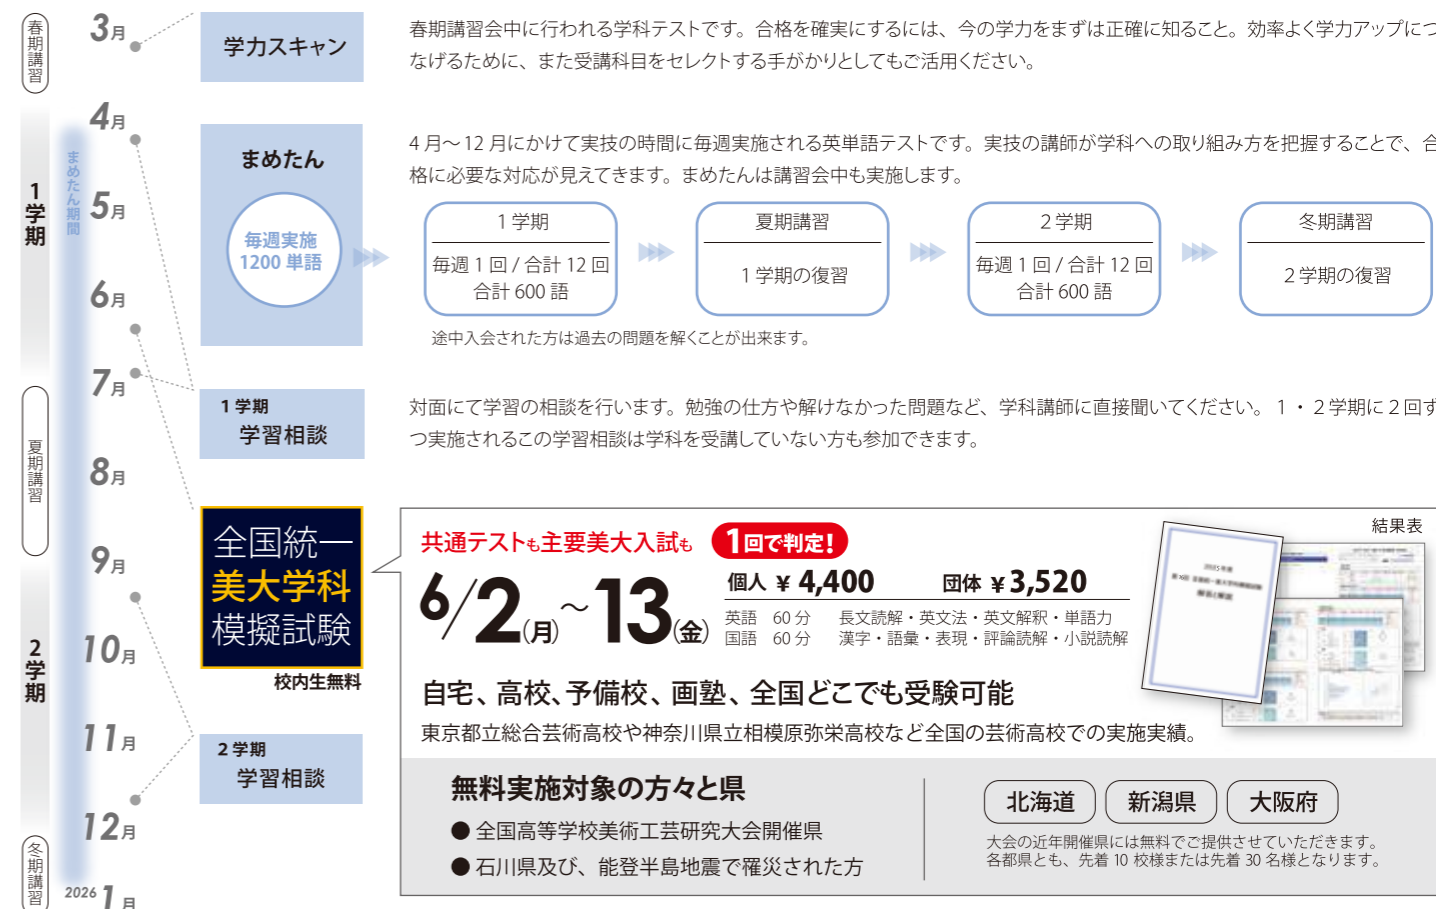 春期講習
1学期
夏期講習
2学期
冬期講習
まめたん期間
3月
4月
5月
6月
7月
8月
9月
10月
11月
12月
2026 1月
学力スキャン
春期講習会中に行われる学科テストです。合格を確実にするには、今の学力をまずは正確に知ること。効率よく学力アップにつ
なげるために、また受講科目をセレクトする手がかりとしてもご活用ください。
まめたん
毎週実施
1200 単語
4 月〜12 月にかけて実技の時間に毎週実施される英単語テストです。実技の講師が学科への取り組み方を把握することで、合
格に必要な対応が見えてきます。まめたんは講習会中も実施します。
1 学期
毎週 1 回 / 合計 12 回
合計 600 語
夏期講習
1 学期の復習
2 学期
毎週 1 回 / 合計 12 回
合計 600 語
冬期講習
2 学期の復習
途中入会された方は過去の問題を解くことが出来ます。
1 学期
学習相談
対面にて学習の相談を行います。勉強の仕方や解けなかった問題など、学科講師に直接聞いてください。 1 ・ 2 学期に 2 回ず
つ実施されるこの学習相談は学科を受講していない方も参加できます。
全国統一
美大学科
模擬試験
校内生無料
共通テストも主要美大入試も 1回で判定!
6/2(月)〜13(金)
個人 ¥ 4,400 団体 ¥ 3,520
英語 60 分 長文読解・英文法・英文解釈・単語力
国語 60 分 漢字・語彙・表現・評論読解・小説読解
結果表
2025年度
解答と解説
自宅、高校、予備校、画塾、全国どこでも受験可能
東京都立総合芸術高校や神奈川県立相模原弥栄高校など全国の芸術高校での実施実績。
2 学期
学習相談
無料実施対象の方々と県
● 全国高等学校美術工芸研究大会開催県
● 石川県及び、能登半島地震で罹災された方
北海道 新潟県 大阪府
大会の近年開催県には無料でご提供させていただきます。
各都県とも、先着 10 校様または先着 30 名様となります。